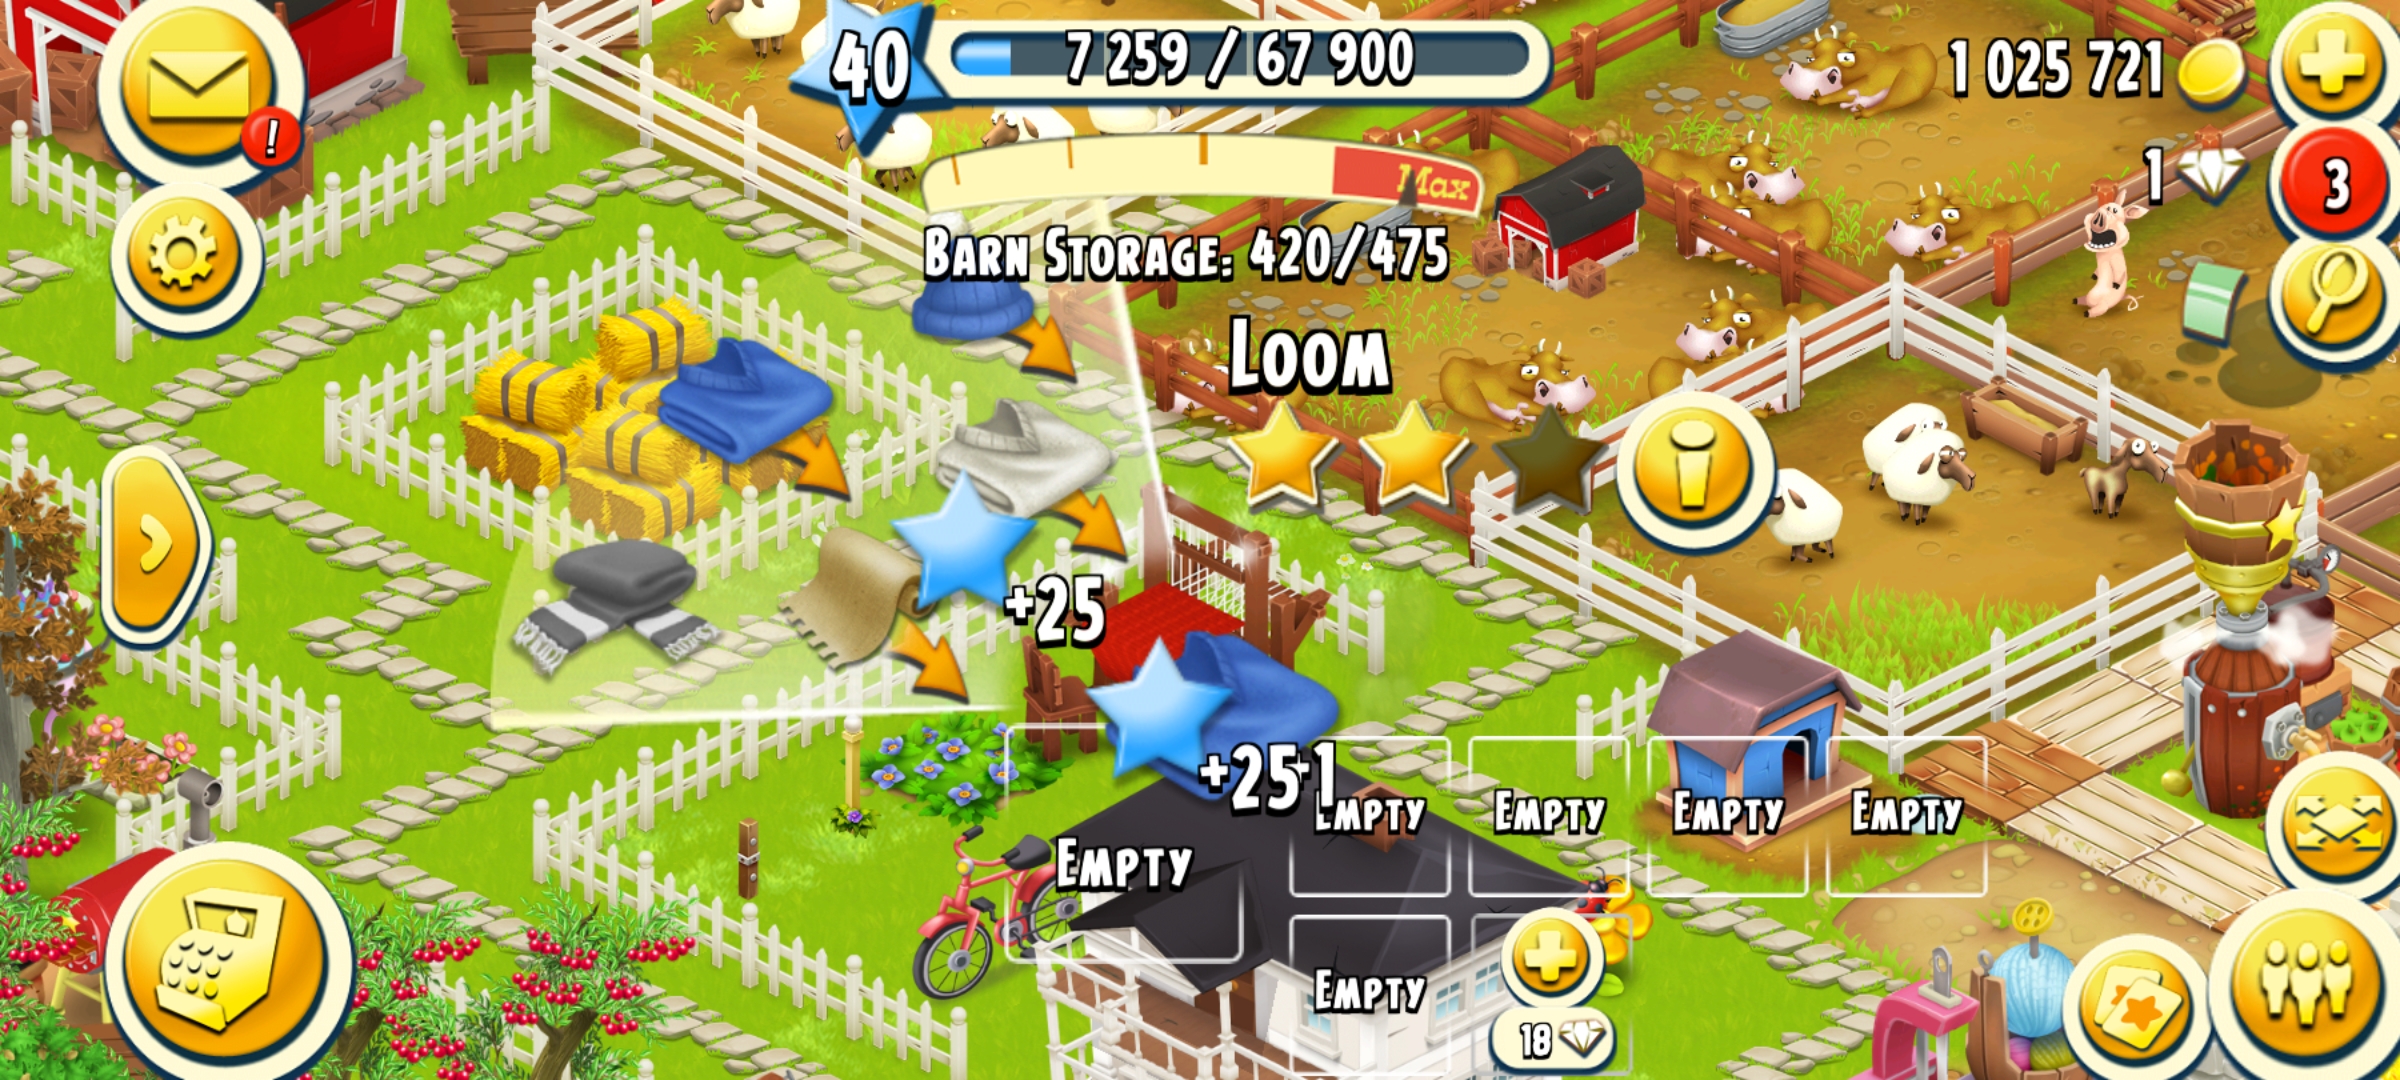 40
7 259 / 67 900
1 025 721
!
Max
1
3
BARN STORAGE: 420/475
LOOM
+25
+25
+1
EMPTY
EMPTY
EMPTY
EMPTY
EMPTY
EMPTY
18